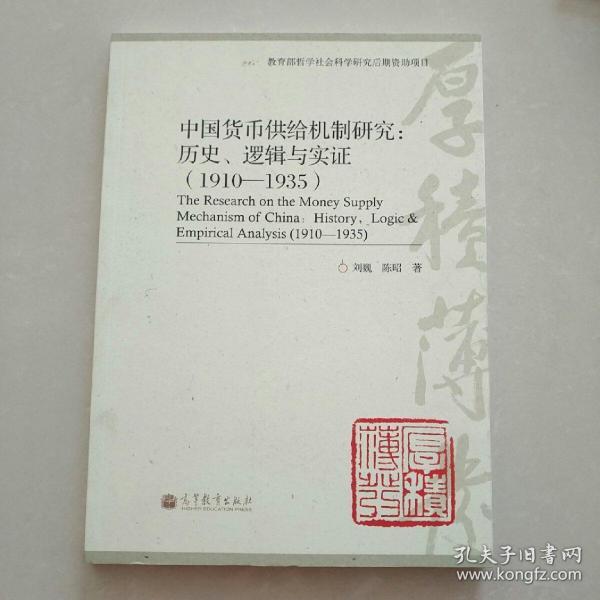 教育部哲学社会科学研究后期资助项目
中国货币供给机制研究：
历史、逻辑与实证
（1910—1935）
The Research on the Money Supply
Mechanism of China：History，Logic &
Empirical Analysis (1910—1935)
刘巍 陈昭 著
厚積薄發
厚積
薄發
高等教育出版社
HIGHER EDUCATION PRESS
孔夫子旧书网
www.kongfz.com